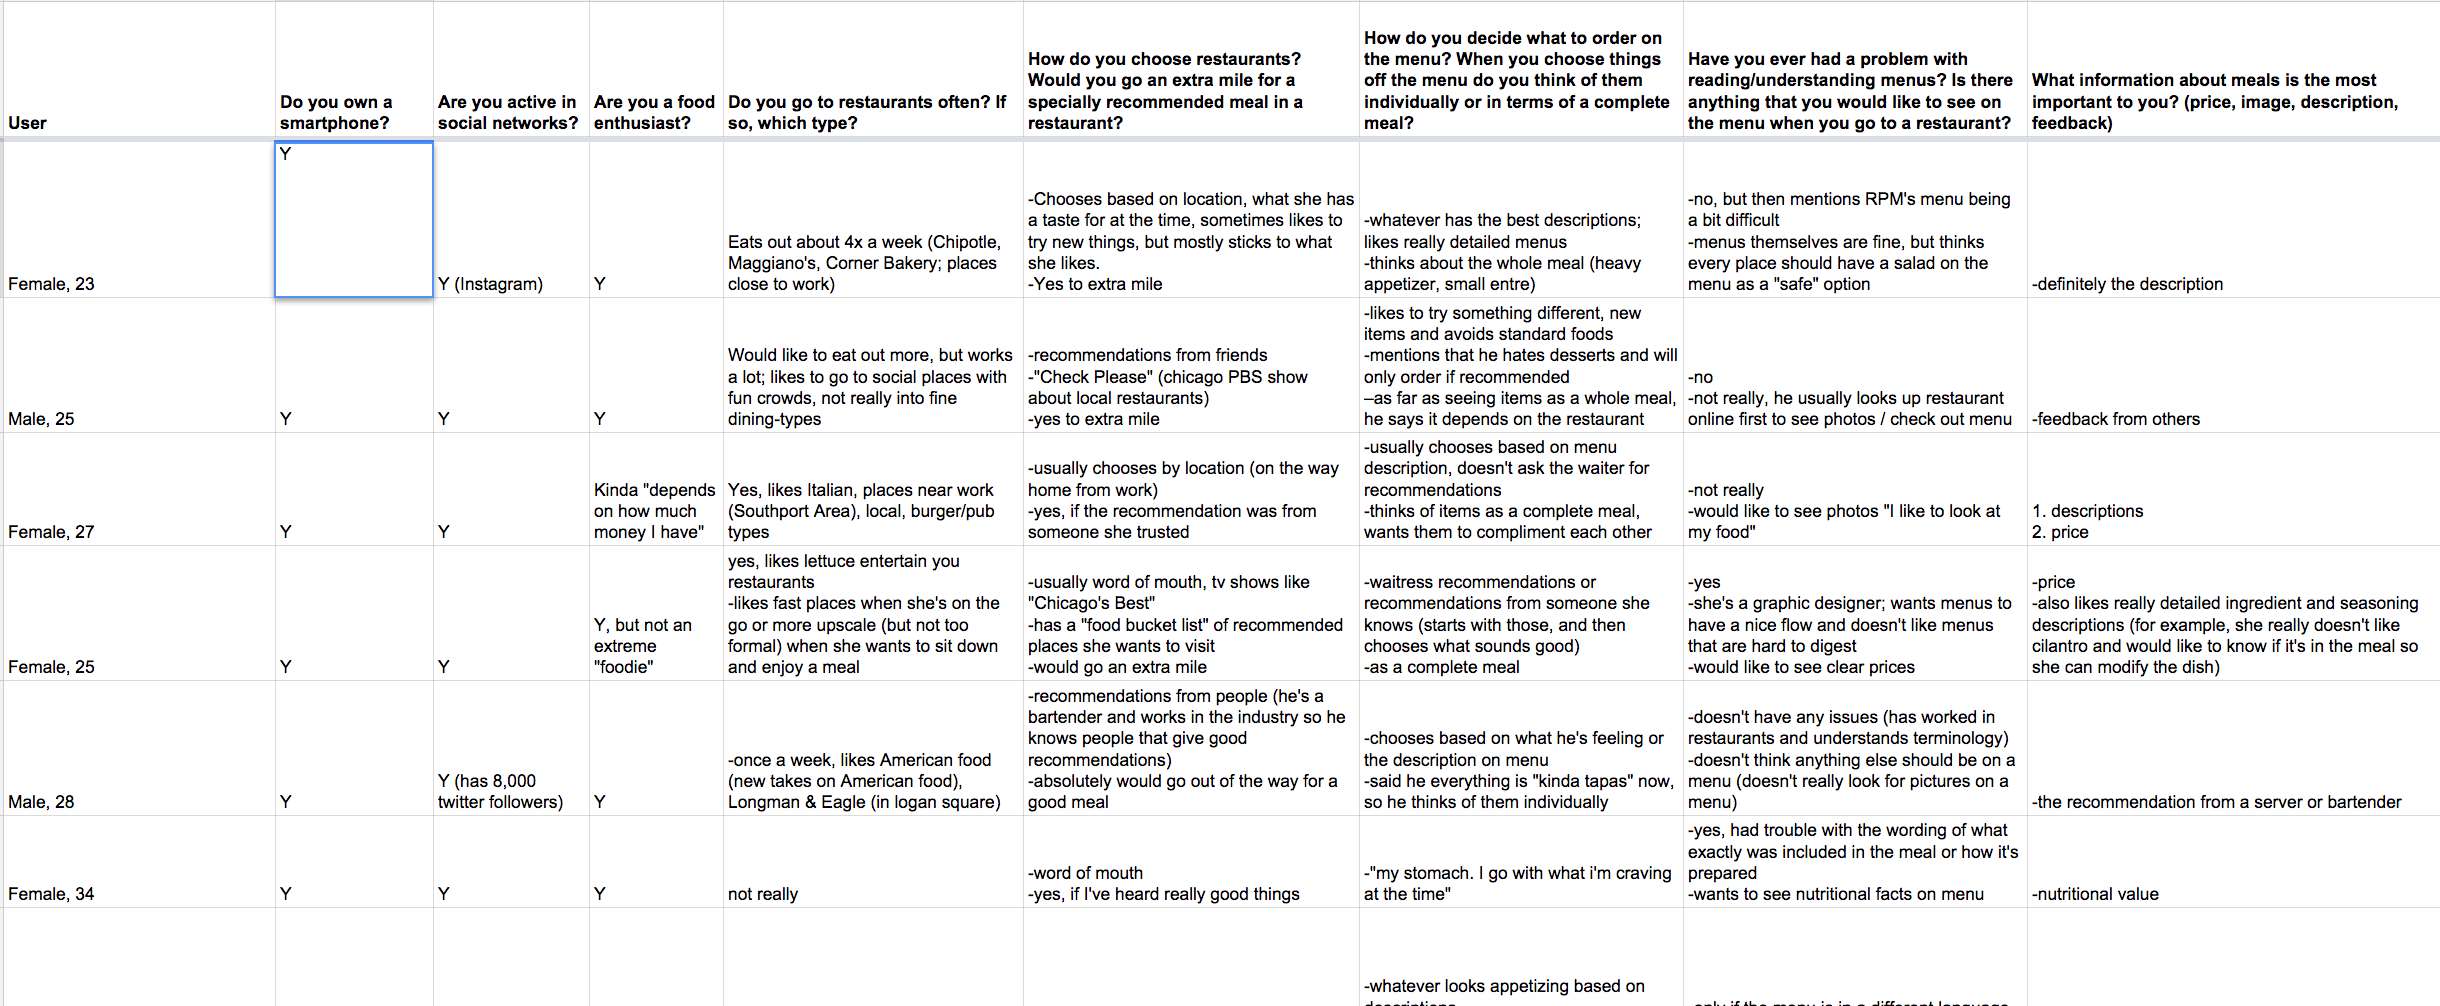 User
Do you own a
smartphone?
Are you active in
social networks?
Are you a food
enthusiast?
Do you go to restaurants often? If
so, which type?
How do you choose restaurants?
Would you go an extra mile for a
specially recommended meal in a
restaurant?
How do you decide what to order on
the menu? When you choose things
off the menu do you think of them
individually or in terms of a complete
meal?
Have you ever had a problem with
reading/understanding menus? Is there
anything that you would like to see on
the menu when you go to a restaurant?
What information about meals is the most
important to you? (price, image, description,
feedback)
Female, 23
Y
Y (Instagram)
Y
Eats out about 4x a week (Chipotle,
Maggiano's, Corner Bakery; places
close to work)
-Chooses based on location, what she has
a taste for at the time, sometimes likes to
try new things, but mostly sticks to what
she likes.
-Yes to extra mile
-whatever has the best descriptions;
likes really detailed menus
-thinks about the whole meal (heavy
appetizer, small entre)
-no, but then mentions RPM's menu being
a bit difficult
-menus themselves are fine, but thinks
every place should have a salad on the
menu as a "safe" option
-definitely the description
Male, 25
Y
Y
Y
Would like to eat out more, but works
a lot; likes to go to social places with
fun crowds, not really into fine
dining-types
-recommendations from friends
-"Check Please" (chicago PBS show
about local restaurants)
-yes to extra mile
-likes to try something different, new
items and avoids standard foods
-mentions that he hates desserts and will
only order if recommended
–as far as seeing items as a whole meal,
he says it depends on the restaurant
-no
-not really, he usually looks up restaurant
online first to see photos / check out menu
-feedback from others
Female, 27
Y
Y
Kinda "depends
on how much
money I have"
Yes, likes Italian, places near work
(Southport Area), local, burger/pub
types
-usually chooses by location (on the way
home from work)
-yes, if the recommendation was from
someone she trusted
-usually chooses based on menu
description, doesn't ask the waiter for
recommendations
-thinks of items as a complete meal,
wants them to compliment each other
-not really
-would like to see photos "I like to look at
my food"
1. descriptions
2. price
Female, 25
Y
Y
Y, but not an
extreme
"foodie"
yes, likes lettuce entertain you
restaurants
-likes fast places when she's on the
go or more upscale (but not too
formal) when she wants to sit down
and enjoy a meal
-usually word of mouth, tv shows like
"Chicago's Best"
-has a "food bucket list" of recommended
places she wants to visit
-would go an extra mile
-waitress recommendations or
recommendations from someone she
knows (starts with those, and then
chooses what sounds good)
-as a complete meal
-yes
-she's a graphic designer; wants menus to
have a nice flow and doesn't like menus
that are hard to digest
-would like to see clear prices
-price
-also likes really detailed ingredient and seasoning
descriptions (for example, she really doesn't like
cilantro and would like to know if it's in the meal so
she can modify the dish)
Male, 28
Y
Y (has 8,000
twitter followers)
Y
-once a week, likes American food
(new takes on American food),
Longman & Eagle (in logan square)
-recommendations from people (he's a
bartender and works in the industry so he
knows people that give good
recommendations)
-absolutely would go out of the way for a
good meal
-chooses based on what he's feeling or
the description on menu
-said he everything is "kinda tapas" now,
so he thinks of them individually
-doesn't have any issues (has worked in
restaurants and understands terminology)
-doesn't think anything else should be on a
menu (doesn't really look for pictures on a
menu)
-the recommendation from a server or bartender
Female, 34
Y
Y
Y
not really
-word of mouth
-yes, if I've heard really good things
-"my stomach. I go with what i'm craving
at the time"
-yes, had trouble with the wording of what
exactly was included in the meal or how it's
prepared
-wants to see nutritional facts on menu
-nutritional value
-whatever looks appetizing based on